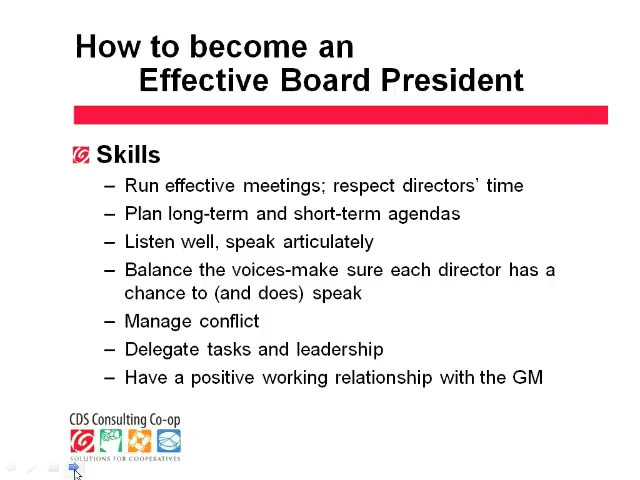 How to become an
Effective Board President
Skills
– Run effective meetings; respect directors' time
– Plan long-term and short-term agendas
– Listen well, speak articulately
– Balance the voices-make sure each director has a
chance to (and does) speak
– Manage conflict
– Delegate tasks and leadership
– Have a positive working relationship with the GM
CDS Consulting Co-op
SOLUTIONS FOR COOPERATIVES